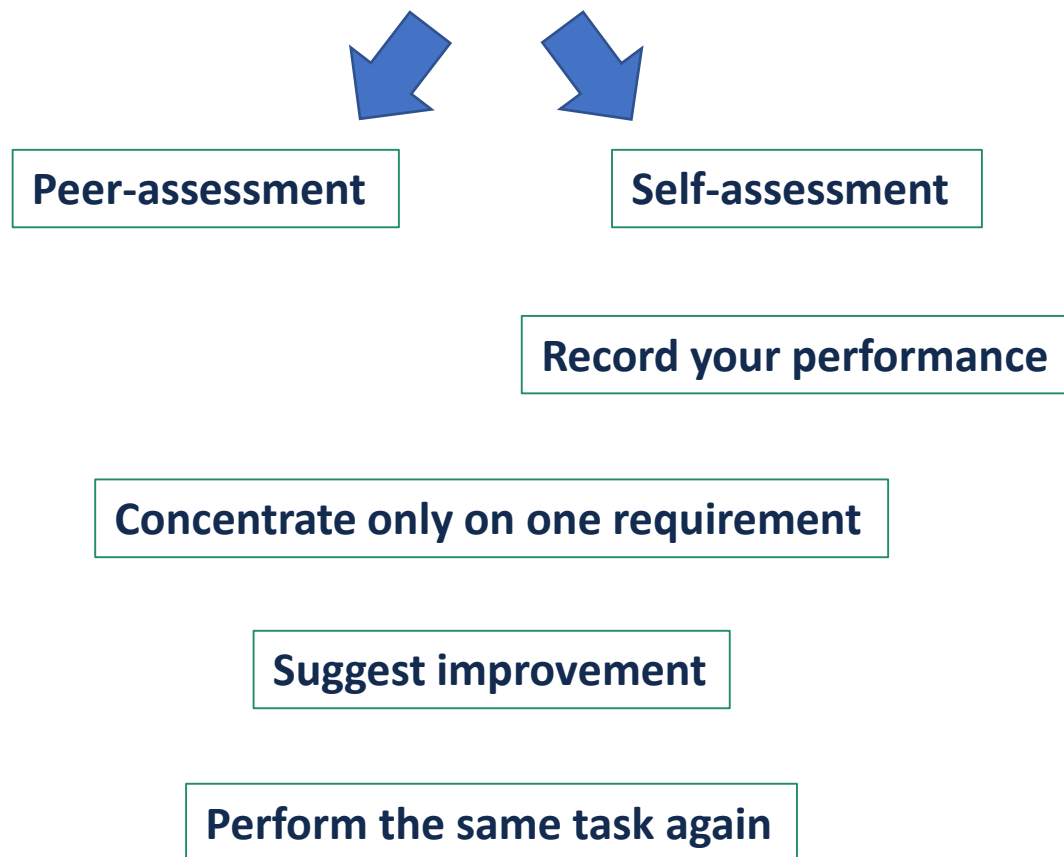 Peer-assessment
Self-assessment
Record your performance
Concentrate only on one requirement
Suggest improvement
Perform the same task again